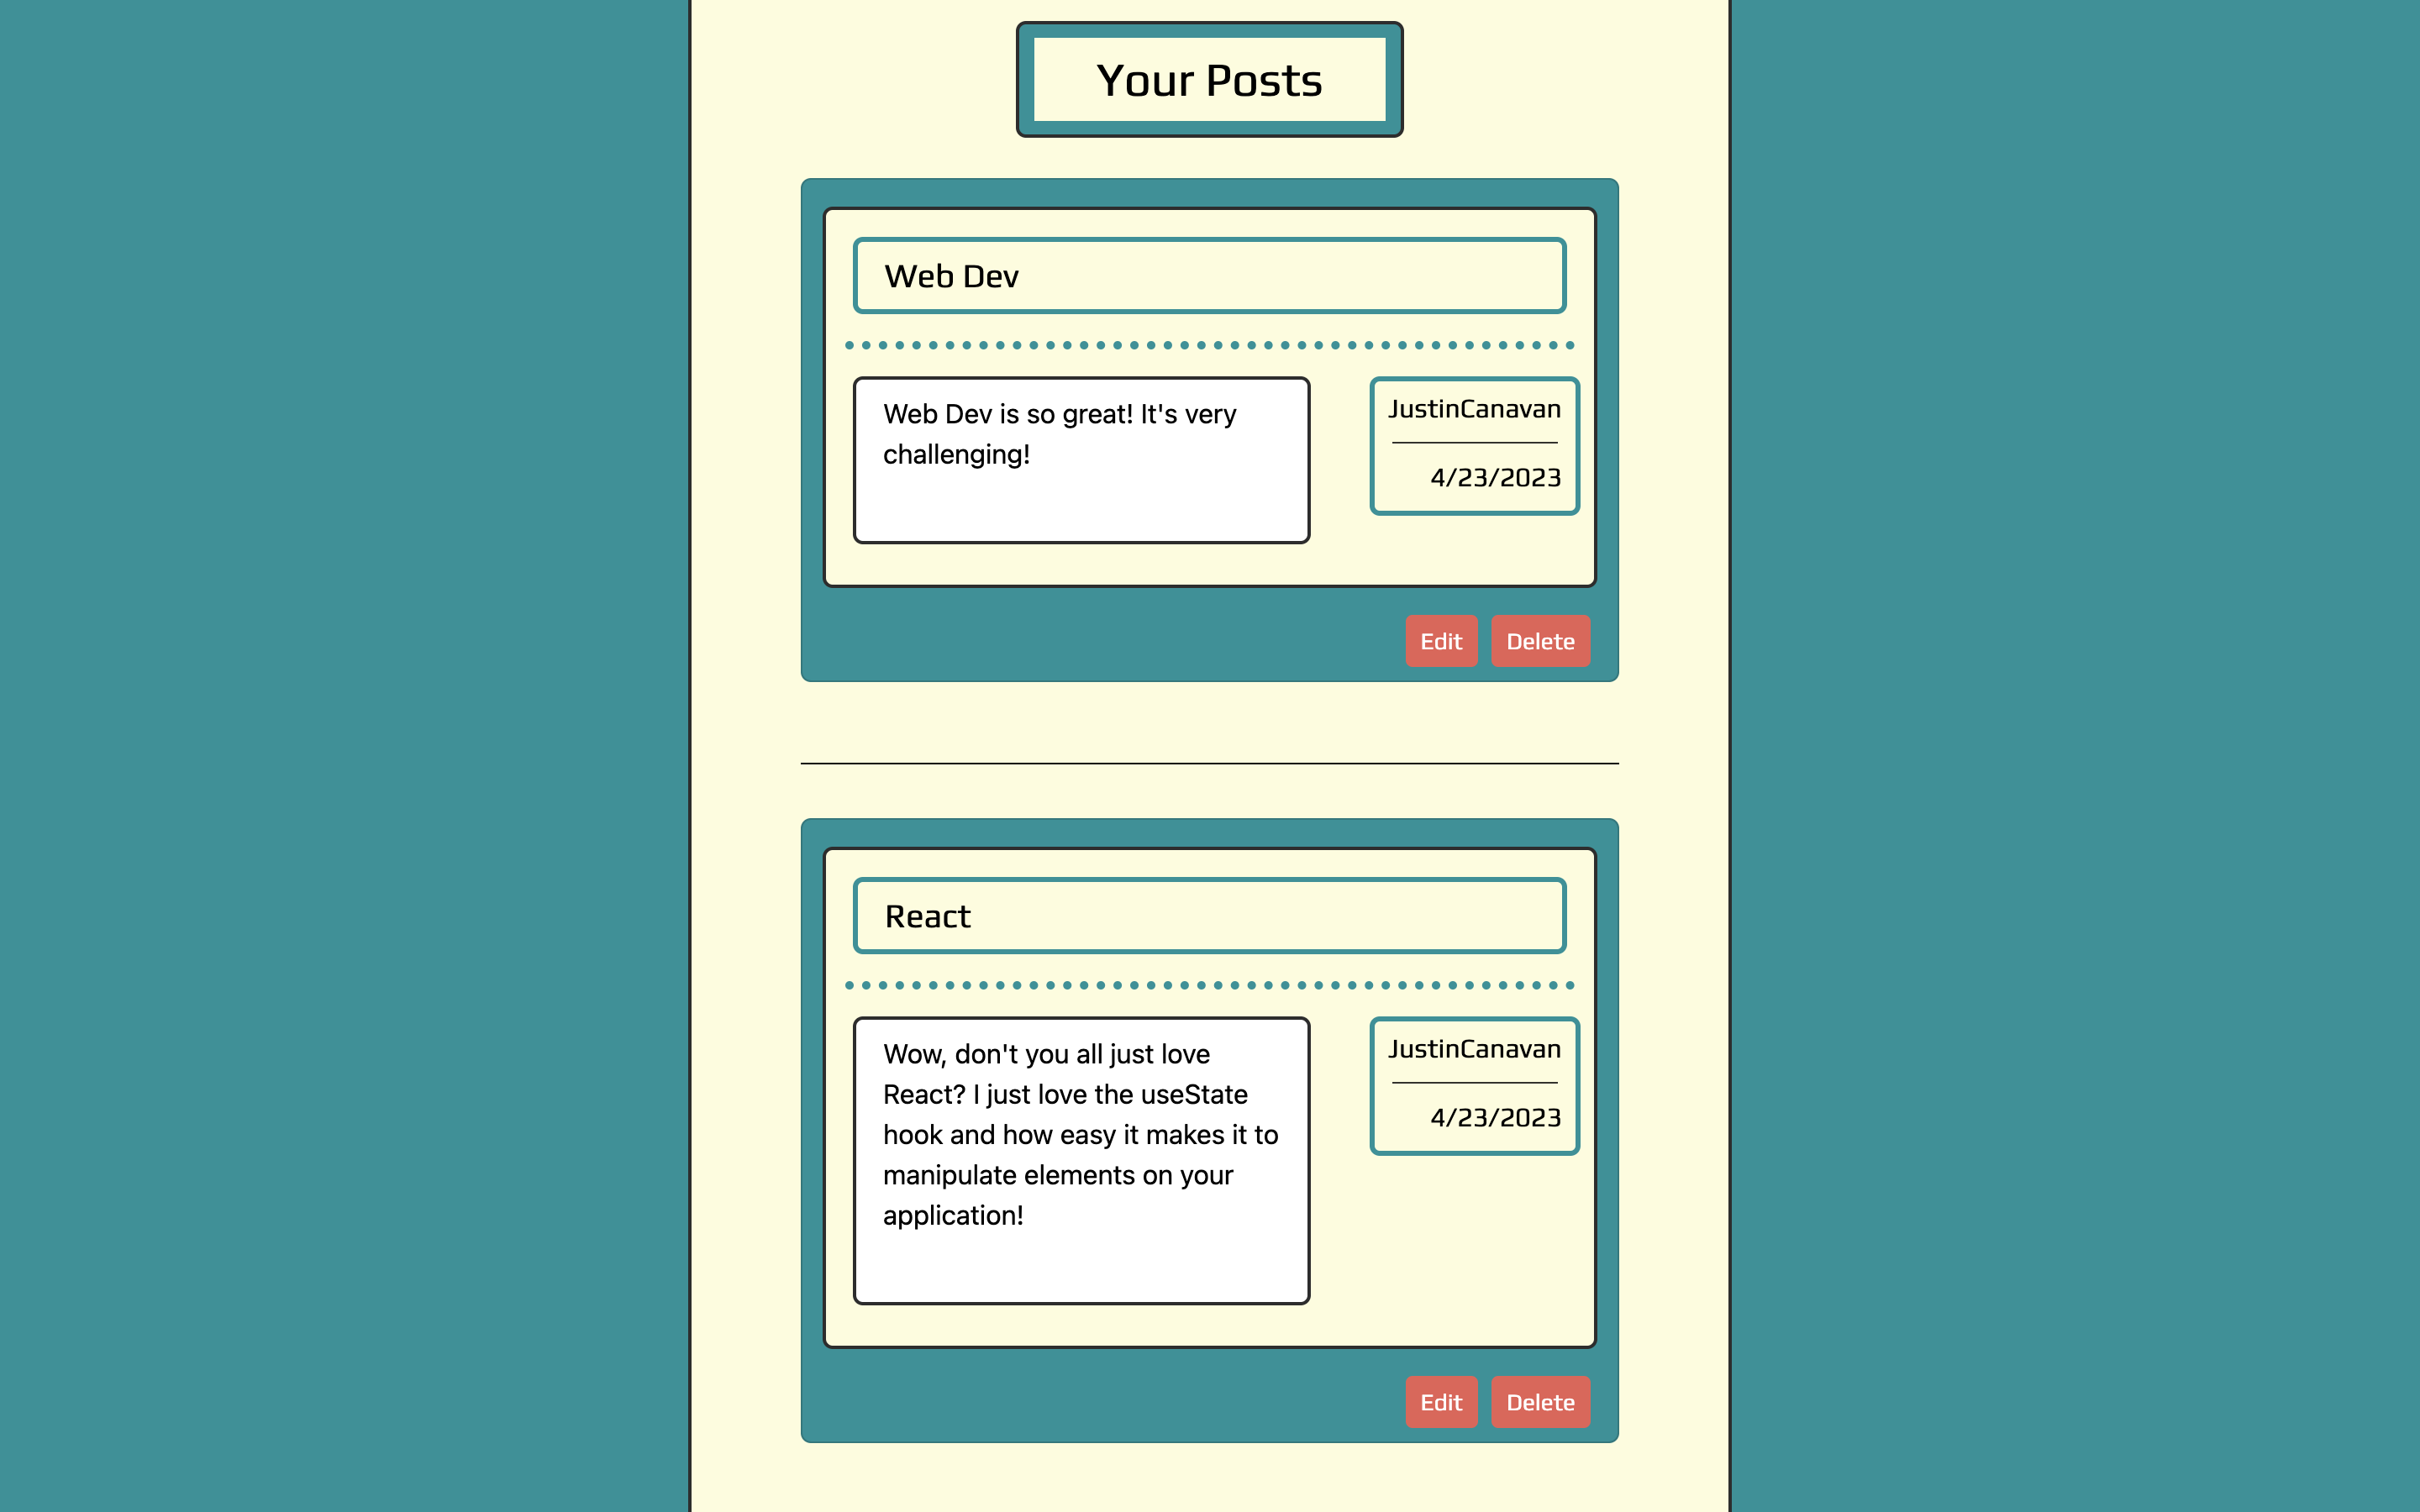 Your Posts
Web Dev
Web Dev is so great! It's very
challenging!
JustinCanavan
4/23/2023
Edit
Delete
React
Wow, don't you all just love
React? I just love the useState
hook and how easy it makes it to
manipulate elements on your
application!
JustinCanavan
4/23/2023
Edit
Delete